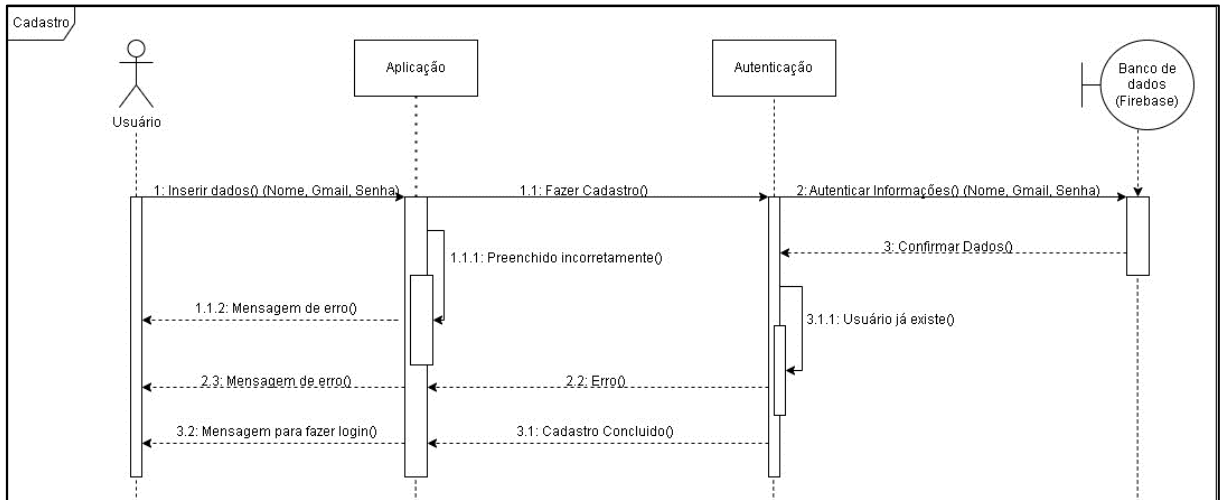 Cadastro
Usuário
Aplicação
Autenticação
Banco de
dados
(Firebase)
1: Inserir dados() (Nome, Gmail, Senha)
1.1: Fazer Cadastro()
2: Autenticar Informações() (Nome, Gmail, Senha)
3: Confirmar Dados()
1.1.1: Preenchido incorretamente()
1.1.2: Mensagem de erro()
3.1.1: Usuário já existe()
2.3: Mensagem de erro()
2.2: Erro()
3.2: Mensagem para fazer login()
3.1: Cadastro Concluido()